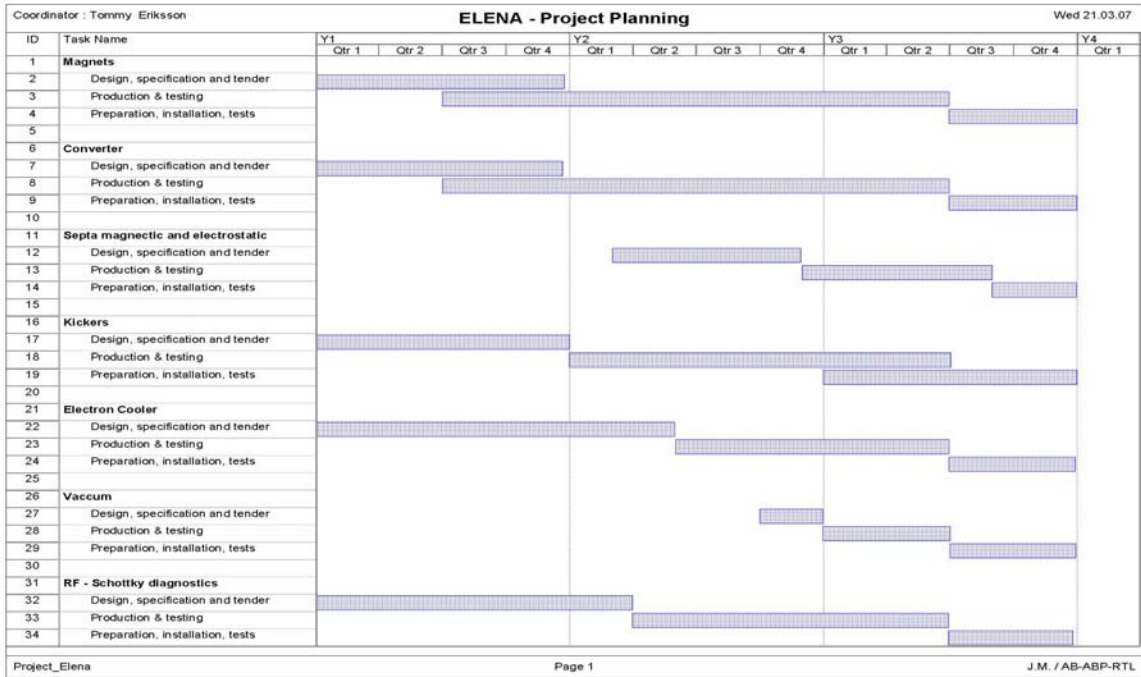 Coordinator : Tommy Eriksson ELENA - Project Planning Wed 21.03.07
ID Task Name Y1 Y2 Y3 Y4
Qtr 1 Qtr 2 Qtr 3 Qtr 4 Qtr 1 Qtr 2 Qtr 3 Qtr 4 Qtr 1 Qtr 2 Qtr 3 Qtr 4 Qtr 1
1 Magnets
2 Design, specification and tender
3 Production & testing
4 Preparation, installation, tests
5
6 Converter
7 Design, specification and tender
8 Production & testing
9 Preparation, installation, tests
10
11 Septa magnectic and electrostatic
12 Design, specification and tender
13 Production & testing
14 Preparation, installation, tests
15
16 Kickers
17 Design, specification and tender
18 Production & testing
19 Preparation, installation, tests
20
21 Electron Cooler
22 Design, specification and tender
23 Production & testing
24 Preparation, installation, tests
25
26 Vaccum
27 Design, specification and tender
28 Production & testing
29 Preparation, installation, tests
30
31 RF - Schottky diagnostics
32 Design, specification and tender
33 Production & testing
34 Preparation, installation, tests
Project_Elena Page 1 J.M. / AB-ABP-RTL